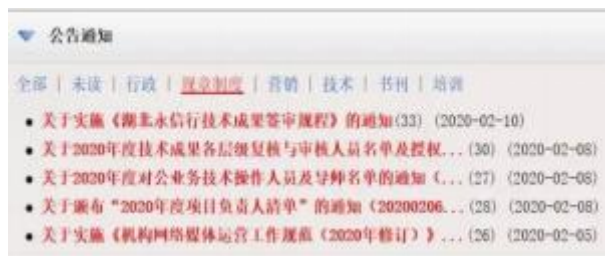 公告通知
全部 | 未读 | 行政 | 规章制度 | 营销 | 技术 | 书刊 | 培训
关于实施《湖北永信行技术成果签审规程》的通知(33) (2020-02-10)
关于2020年度技术成果各层级复核与审核人员名单及授权...(30) (2020-02-08)
关于2020年度对公业务技术操作人员及导师名单的通知（...(27) (2020-02-08)
关于颁布“2020年度项目负责人清单”的通知（20200206...(28) (2020-02-08)
关于实施《机构网络媒体运营工作规范（2020年修订）》...(26) (2020-02-05)